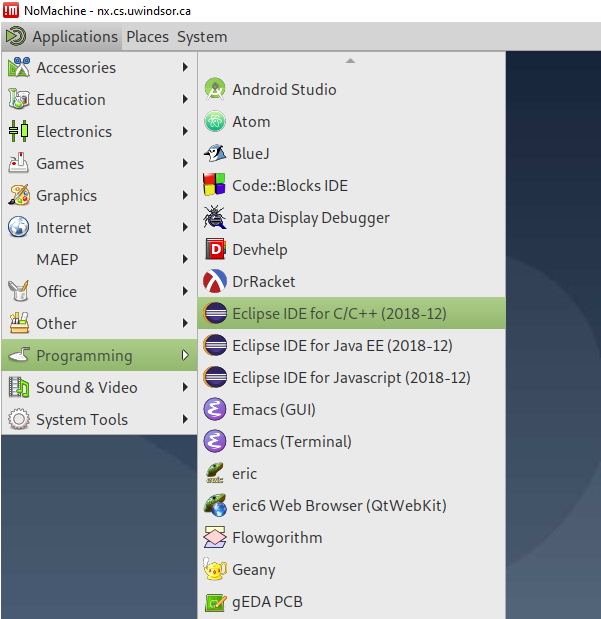 NoMachine - nx.cs.uwindsor.ca
Applications Places System
Accessories
Education
Electronics
Games
Graphics
Internet
MAEP
Office
Other
Programming
Sound & Video
System Tools
Android Studio
Atom
BlueJ
Code::Blocks IDE
Data Display Debugger
Devhelp
DrRacket
Eclipse IDE for C/C++ (2018-12)
Eclipse IDE for Java EE (2018-12)
Eclipse IDE for Javascript (2018-12)
Emacs (GUI)
Emacs (Terminal)
eric
eric6 Web Browser (QtWebKit)
Flowgorithm
Geany
gEDA PCB